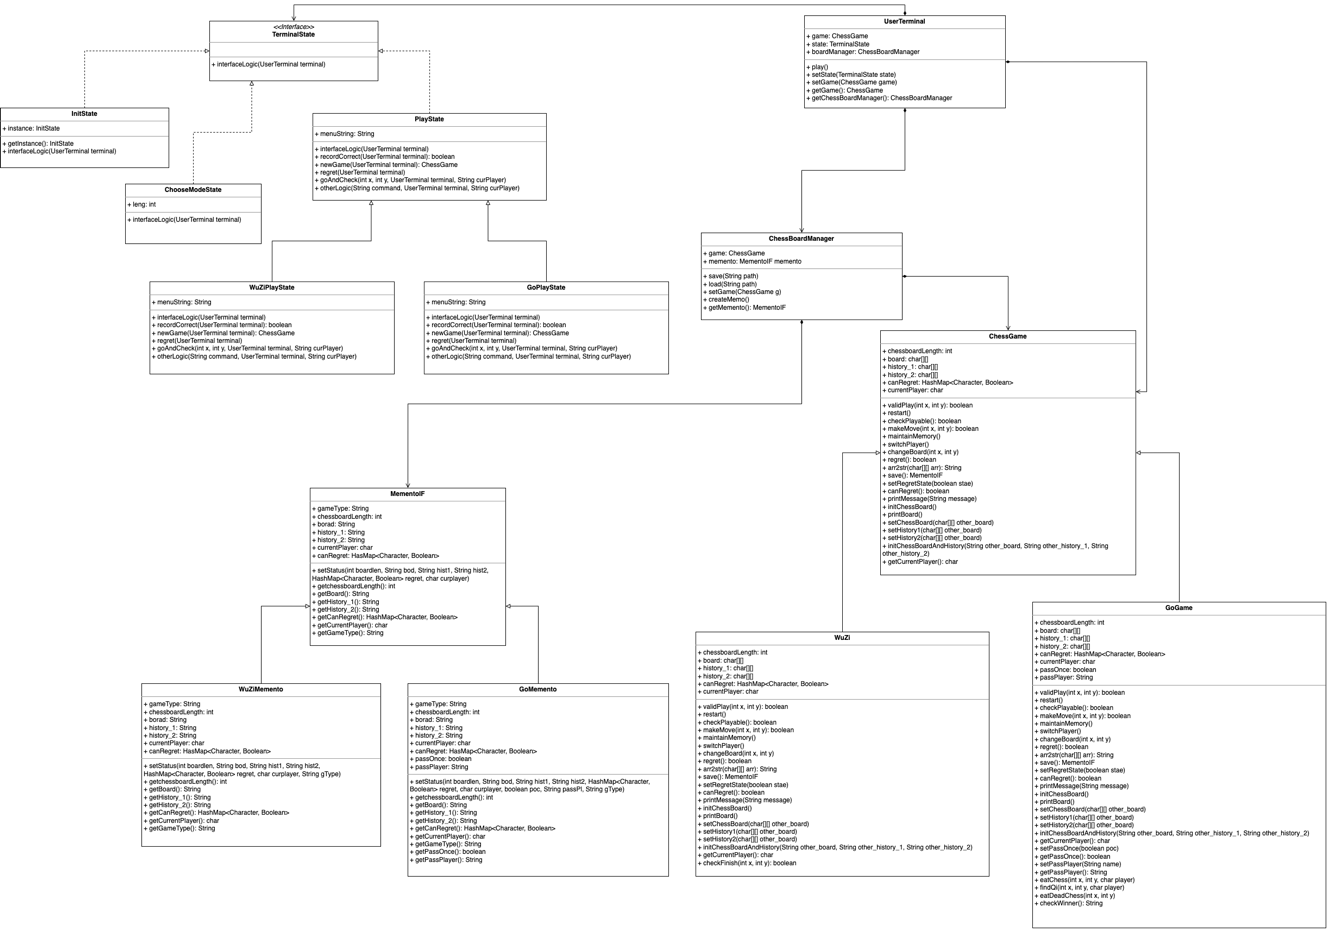 <<Interface>>
TerminalState
+ interfaceLogic(UserTerminal terminal)
UserTerminal
+ game: ChessGame
+ state: TerminalState
+ boardManager: ChessBoardManager
+ play()
+ setState(TerminalState state)
+ setGame(ChessGame game)
+ getGame(): ChessGame
+ getChessBoardManager(): ChessBoardManager
InitState
+ instance: InitState
+ getInstance(): InitState
+ interfaceLogic(UserTerminal terminal)
PlayState
+ menuString: String
+ interfaceLogic(UserTerminal terminal)
+ recordCorrect(UserTerminal terminal): boolean
+ newGame(UserTerminal terminal): ChessGame
+ regret(UserTerminal terminal)
+ goAndCheck(int x, int y, UserTerminal terminal, String curPlayer)
+ otherLogic(String command, UserTerminal terminal, String curPlayer)
ChooseModeState
+ leng: int
+ interfaceLogic(UserTerminal terminal)
ChessBoardManager
+ game: ChessGame
+ memento: MementoIF memento
+ save(String path)
+ load(String path)
+ setGame(ChessGame g)
+ createMemo()
+ getMemento(): MementoIF
WuZiPlayState
+ menuString: String
+ interfaceLogic(UserTerminal terminal)
+ recordCorrect(UserTerminal terminal): boolean
+ newGame(UserTerminal terminal): ChessGame
+ regret(UserTerminal terminal)
+ goAndCheck(int x, int y, UserTerminal terminal, String curPlayer)
+ otherLogic(String command, UserTerminal terminal, String curPlayer)
GoPlayState
+ menuString: String
+ interfaceLogic(UserTerminal terminal)
+ recordCorrect(UserTerminal terminal): boolean
+ newGame(UserTerminal terminal): ChessGame
+ regret(UserTerminal terminal)
+ goAndCheck(int x, int y, UserTerminal terminal, String curPlayer)
+ otherLogic(String command, UserTerminal terminal, String curPlayer)
ChessGame
+ chessboardLength: int
+ board: char[][]
+ history_1: char[][]
+ history_2: char[][]
+ canRegret: HashMap<Character, Boolean>
+ currentPlayer: char
+ validPlay(int x, int y): boolean
+ restart()
+ checkPlayable(): boolean
+ makeMove(int x, int y): boolean
+ maintainMemory()
+ switchPlayer()
+ changeBoard(int x, int y)
+ regret(): boolean
+ arr2str(char[][] arr): String
+ save(): MementoIF
+ setRegretState(boolean stae)
+ canRegret(): boolean
+ printMessage(String message)
+ initChessBoard()
+ printBoard()
+ setChessBoard(char[][] other_board)
+ setHistory1(char[][] other_board)
+ setHistory2(char[][] other_board)
+ initChessBoardAndHistory(String other_board, String other_history_1, String
other_history_2)
+ getCurrentPlayer(): char
MementoIF
+ gameType: String
+ chessboardLength: int
+ borad: String
+ history_1: String
+ history_2: String
+ currentPlayer: char
+ canRegret: HasMap<Character, Boolean>
+ setStatus(int boardlen, String bod, String hist1, String hist2,
HashMap<Character, Boolean> regret, char curplayer)
+ getchessboardLength(): int
+ getBoard(): String
+ getHistory_1(): String
+ getHistory_2(): String
+ getCanRegret(): HashMap<Character, Boolean>
+ getCurrentPlayer(): char
+ getGameType(): String
WuZiMemento
+ gameType: String
+ chessboardLength: int
+ borad: String
+ history_1: String
+ history_2: String
+ currentPlayer: char
+ canRegret: HasMap<Character, Boolean>
+ setStatus(int boardlen, String bod, String hist1, String hist2,
HashMap<Character, Boolean> regret, char curplayer, String gType)
+ getchessboardLength(): int
+ getBoard(): String
+ getHistory_1(): String
+ getHistory_2(): String
+ getCanRegret(): HashMap<Character, Boolean>
+ getCurrentPlayer(): char
+ getGameType(): String
GoMemento
+ gameType: String
+ chessboardLength: int
+ borad: String
+ history_1: String
+ history_2: String
+ currentPlayer: char
+ canRegret: HasMap<Character, Boolean>
+ passOnce: boolean
+ passPlayer: String
+ setStatus(int boardlen, String bod, String hist1, String hist2, HashMap<Character,
Boolean> regret, char curplayer, boolean poc, String passPl, String gType)
+ getchessboardLength(): int
+ getBoard(): String
+ getHistory_1(): String
+ getHistory_2(): String
+ getCanRegret(): HashMap<Character, Boolean>
+ getCurrentPlayer(): char
+ getGameType(): String
+ getPassOnce(): boolean
+ getPassPlayer(): String
WuZi
+ chessboardLength: int
+ board: char[][]
+ history_1: char[][]
+ history_2: char[][]
+ canRegret: HashMap<Character, Boolean>
+ currentPlayer: char
+ validPlay(int x, int y): boolean
+ restart()
+ checkPlayable(): boolean
+ makeMove(int x, int y): boolean
+ maintainMemory()
+ switchPlayer()
+ changeBoard(int x, int y)
+ regret(): boolean
+ arr2str(char[][] arr): String
+ save(): MementoIF
+ setRegretState(boolean stae)
+ canRegret(): boolean
+ printMessage(String message)
+ initChessBoard()
+ printBoard()
+ setChessBoard(char[][] other_board)
+ setHistory1(char[][] other_board)
+ setHistory2(char[][] other_board)
+ initChessBoardAndHistory(String other_board, String other_history_1, String other_history_2)
+ getCurrentPlayer(): char
+ checkFinish(int x, int y): boolean
GoGame
+ chessboardLength: int
+ board: char[][]
+ history_1: char[][]
+ history_2: char[][]
+ canRegret: HashMap<Character, Boolean>
+ currentPlayer: char
+ passOnce: boolean
+ passPlayer: String
+ validPlay(int x, int y): boolean
+ restart()
+ checkPlayable(): boolean
+ makeMove(int x, int y): boolean
+ maintainMemory()
+ switchPlayer()
+ changeBoard(int x, int y)
+ regret(): boolean
+ arr2str(char[][] arr): String
+ save(): MementoIF
+ setRegretState(boolean stae)
+ canRegret(): boolean
+ printMessage(String message)
+ initChessBoard()
+ printBoard()
+ setChessBoard(char[][] other_board)
+ setHistory1(char[][] other_board)
+ setHistory2(char[][] other_board)
+ initChessBoardAndHistory(String other_board, String other_history_1, String other_history_2)
+ getCurrentPlayer(): char
+ setPassOnce(boolean poc)
+ getPassOnce(): boolean
+ setPassPlayer(String name)
+ getPassPlayer(): String
+ eatChess(int x, int y, char player)
+ findQi(int x, int y, char player)
+ eatDeadChess(int x, int y)
+ checkWinner(): String